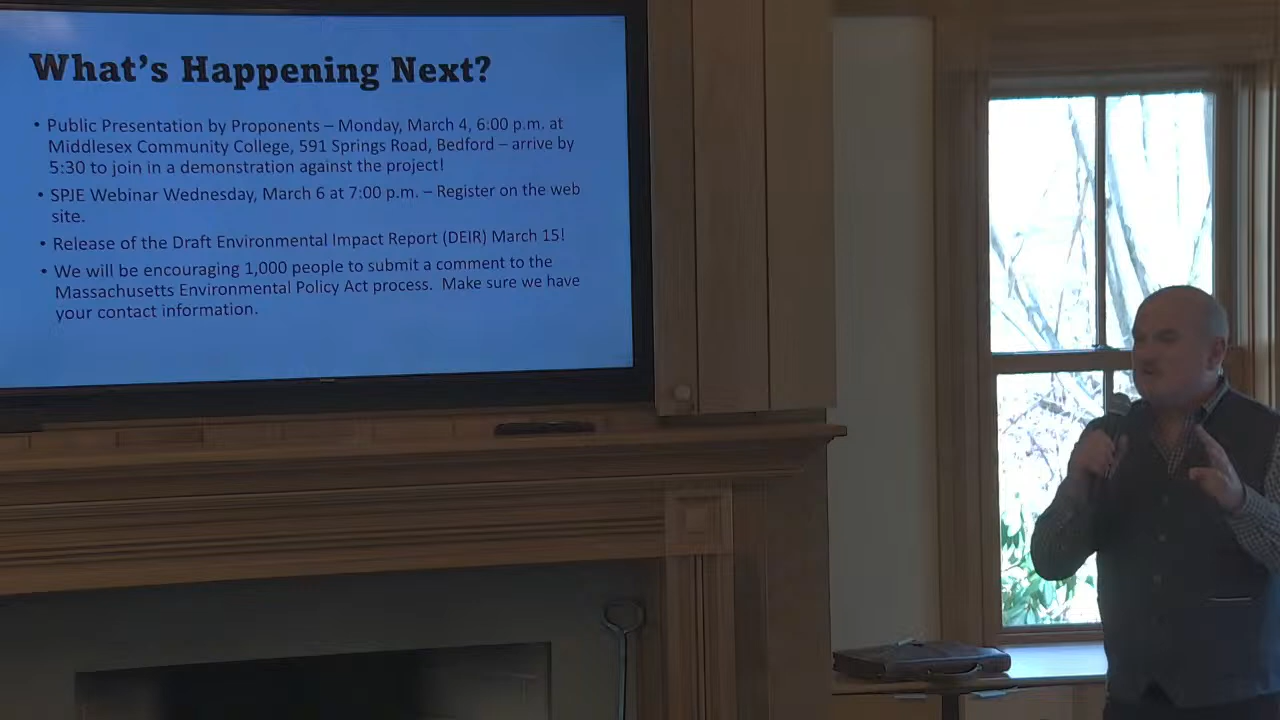 What's Happening Next?
• Public Presentation by Proponents – Monday, March 4, 6:00 p.m. at
Middlesex Community College, 591 Springs Road, Bedford – arrive by
5:30 to join in a demonstration against the project!
• SPJE Webinar Wednesday, March 6 at 7:00 p.m. – Register on the web
site.
• Release of the Draft Environmental Impact Report (DEIR) March 15!
• We will be encouraging 1,000 people to submit a comment to the
Massachusetts Environmental Policy Act process. Make sure we have
your contact information.